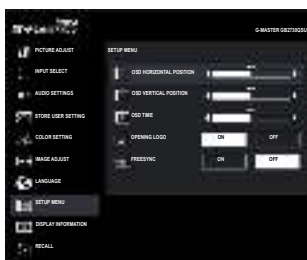 G-MASTER GB2730QSU
PICTURE ADJUST
SETUP MENU
INPUT SELECT
OSD HORIZONTAL POSITION
AUDIO SETTINGS
OSD VERTICAL POSITION
STORE USER SETTING
OSD TIME
COLOR SETTING
OPENING LOGO
ON
OFF
IMAGE ADJUST
FREESYNC
ON
OFF
LANGUAGE
SETUP MENU
DISPLAY INFORMATION
RECALL